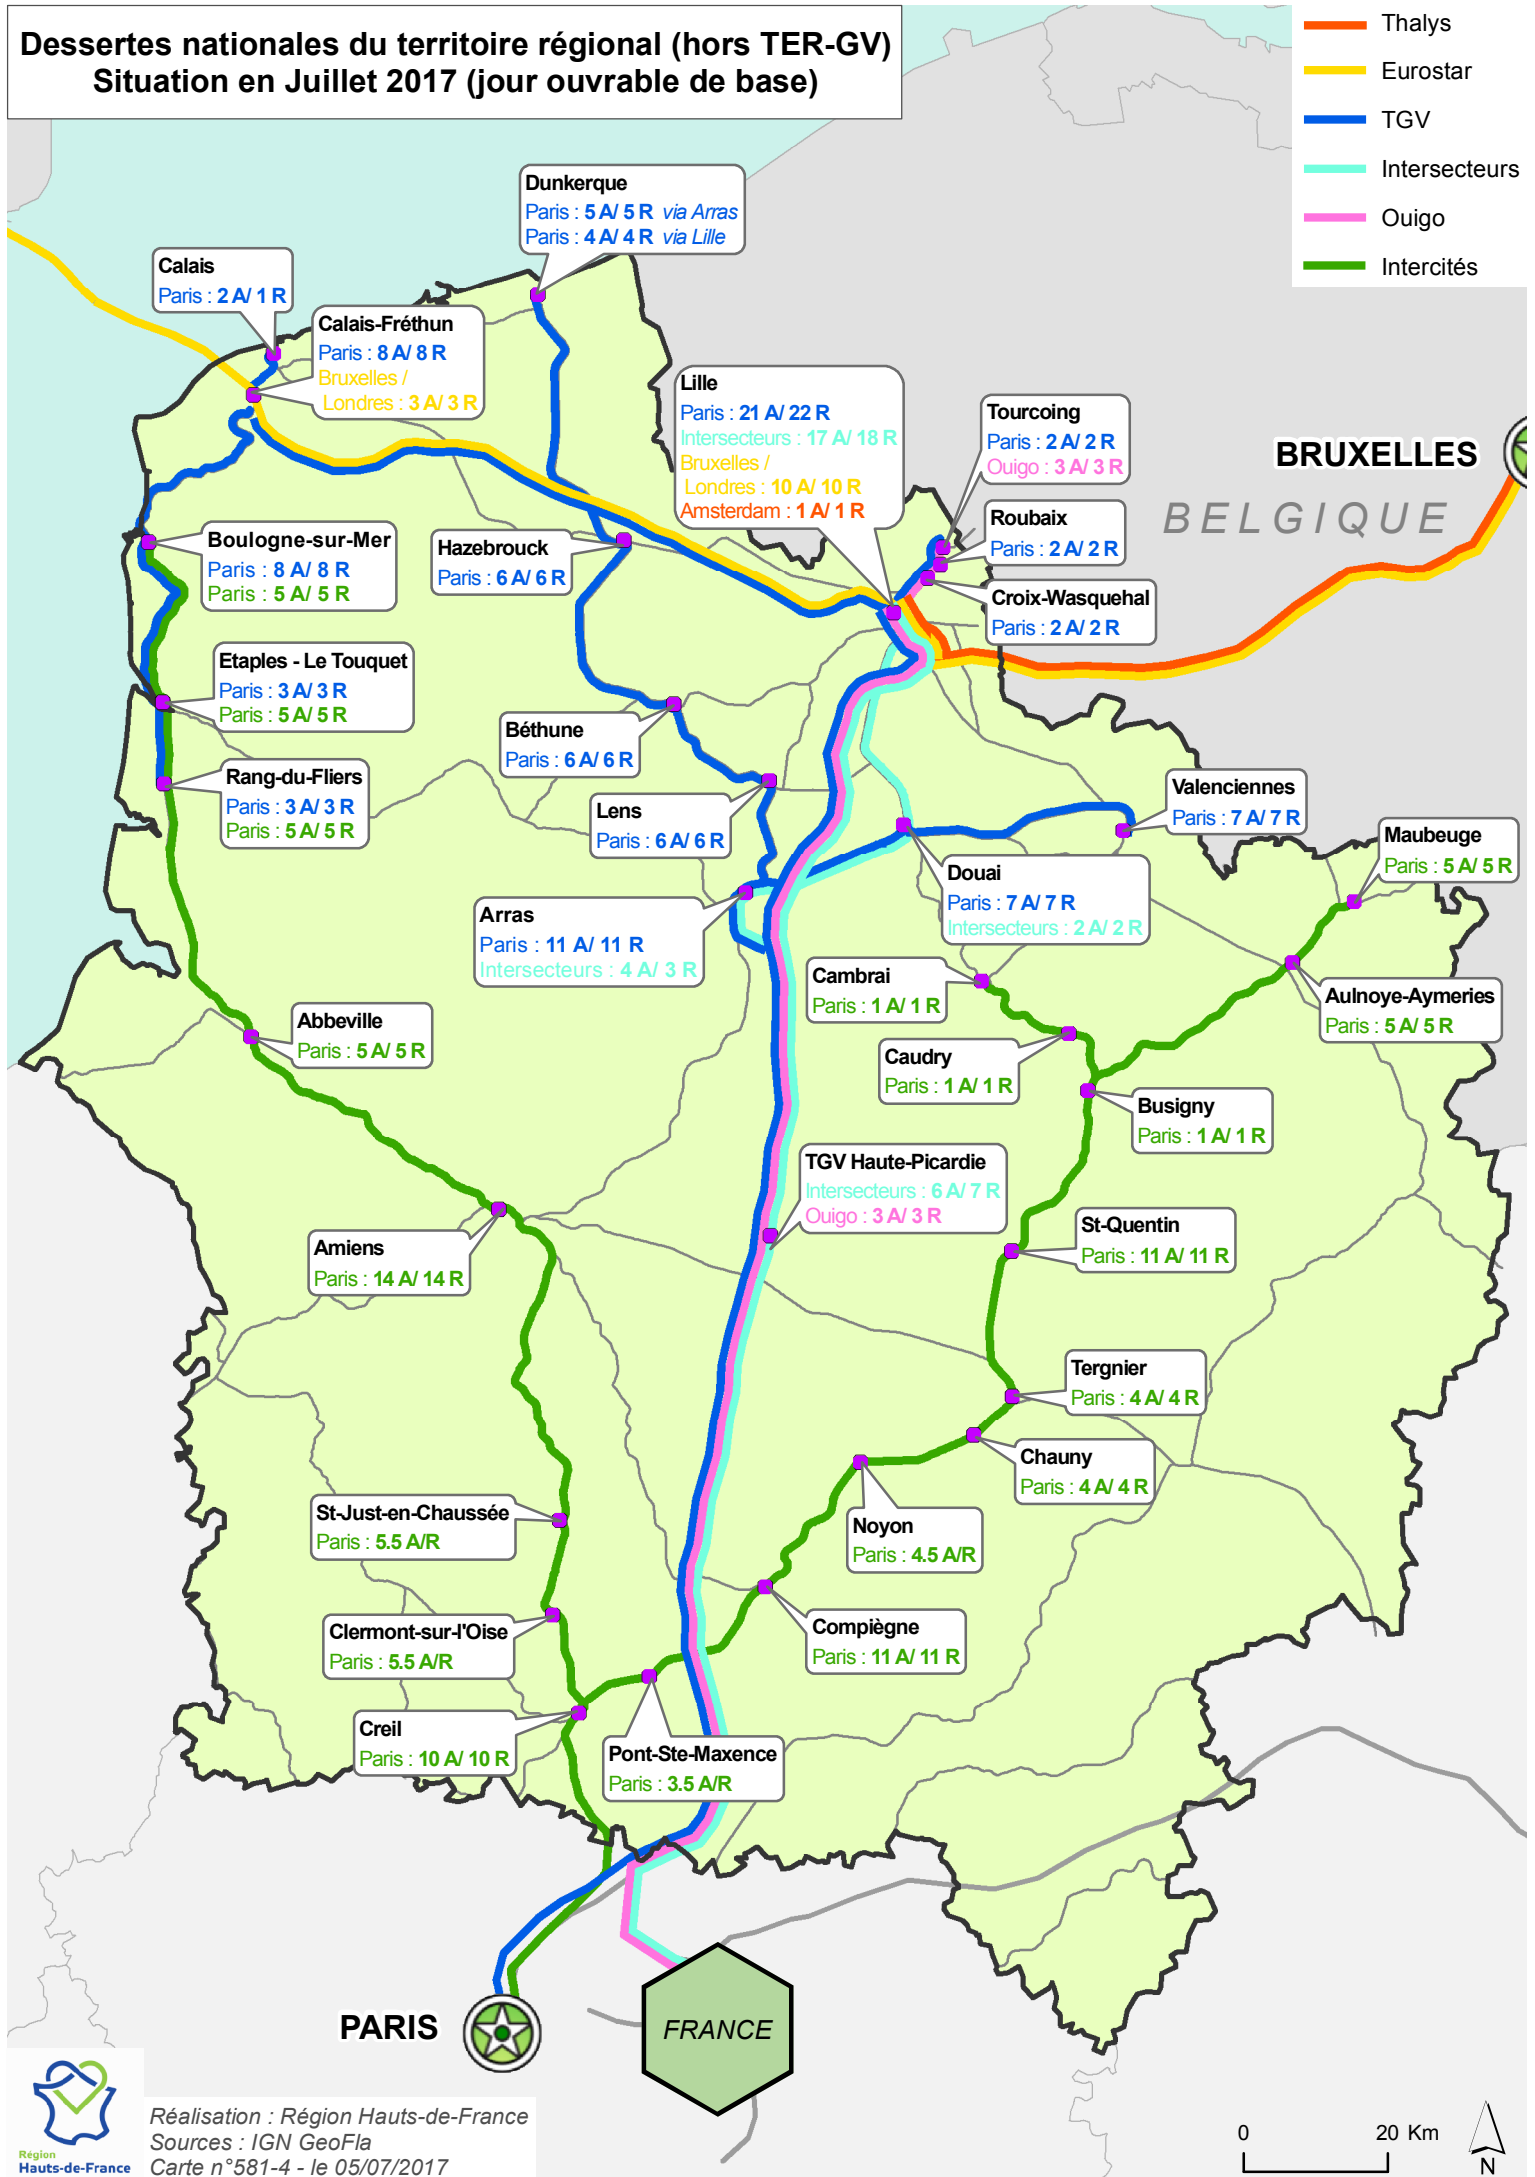 Dessertes nationales du territoire régional (hors TER-GV)
Situation en Juillet 2017 (jour ouvrable de base)
Thalys
Eurostar
TGV
Intersecteurs
Ouigo
Intercités
Dunkerque
Paris : 5 A/ 5 R via Arras
Paris : 4 A/ 4 R via Lille
Calais
Paris : 2 A/ 1 R
Calais-Fréthun
Paris : 8 A/ 8 R
Bruxelles /
Londres : 3 A/ 3 R
Lille
Paris : 21 A/ 22 R
Intersecteurs : 17 A/ 18 R
Bruxelles /
Londres : 10 A/ 10 R
Amsterdam : 1 A/ 1 R
Tourcoing
Paris : 2 A/ 2 R
Ouigo : 3 A/ 3 R
BRUXELLES
BELGIQUE
Roubaix
Paris : 2 A/ 2 R
Croix-Wasquehal
Paris : 2 A/ 2 R
Boulogne-sur-Mer
Paris : 8 A/ 8 R
Paris : 5 A/ 5 R
Hazebrouck
Paris : 6 A/ 6 R
Etaples - Le Touquet
Paris : 3 A/ 3 R
Paris : 5 A/ 5 R
Béthune
Paris : 6 A/ 6 R
Rang-du-Fliers
Paris : 3 A/ 3 R
Paris : 5 A/ 5 R
Lens
Paris : 6 A/ 6 R
Valenciennes
Paris : 7 A/ 7 R
Maubeuge
Paris : 5 A/ 5 R
Douai
Paris : 7 A/ 7 R
Intersecteurs : 2 A/ 2 R
Arras
Paris : 11 A/ 11 R
Intersecteurs : 4 A/ 3 R
Cambrai
Paris : 1 A/ 1 R
Aulnoye-Aymeries
Paris : 5 A/ 5 R
Abbeville
Paris : 5 A/ 5 R
Caudry
Paris : 1 A/ 1 R
Busigny
Paris : 1 A/ 1 R
TGV Haute-Picardie
Intersecteurs : 6 A/ 7 R
Ouigo : 3 A/ 3 R
St-Quentin
Paris : 11 A/ 11 R
Amiens
Paris : 14 A/ 14 R
Tergnier
Paris : 4 A/ 4 R
Chauny
Paris : 4 A/ 4 R
St-Just-en-Chaussée
Paris : 5.5 A/R
Noyon
Paris : 4.5 A/R
Clermont-sur-l'Oise
Paris : 5.5 A/R
Compiègne
Paris : 11 A/ 11 R
Creil
Paris : 10 A/ 10 R
Pont-Ste-Maxence
Paris : 3.5 A/R
PARIS
FRANCE
Région
Hauts-de-France
Réalisation : Région Hauts-de-France
Sources : IGN GeoFla
Carte n°581-4 - le 05/07/2017
0 20 Km
N